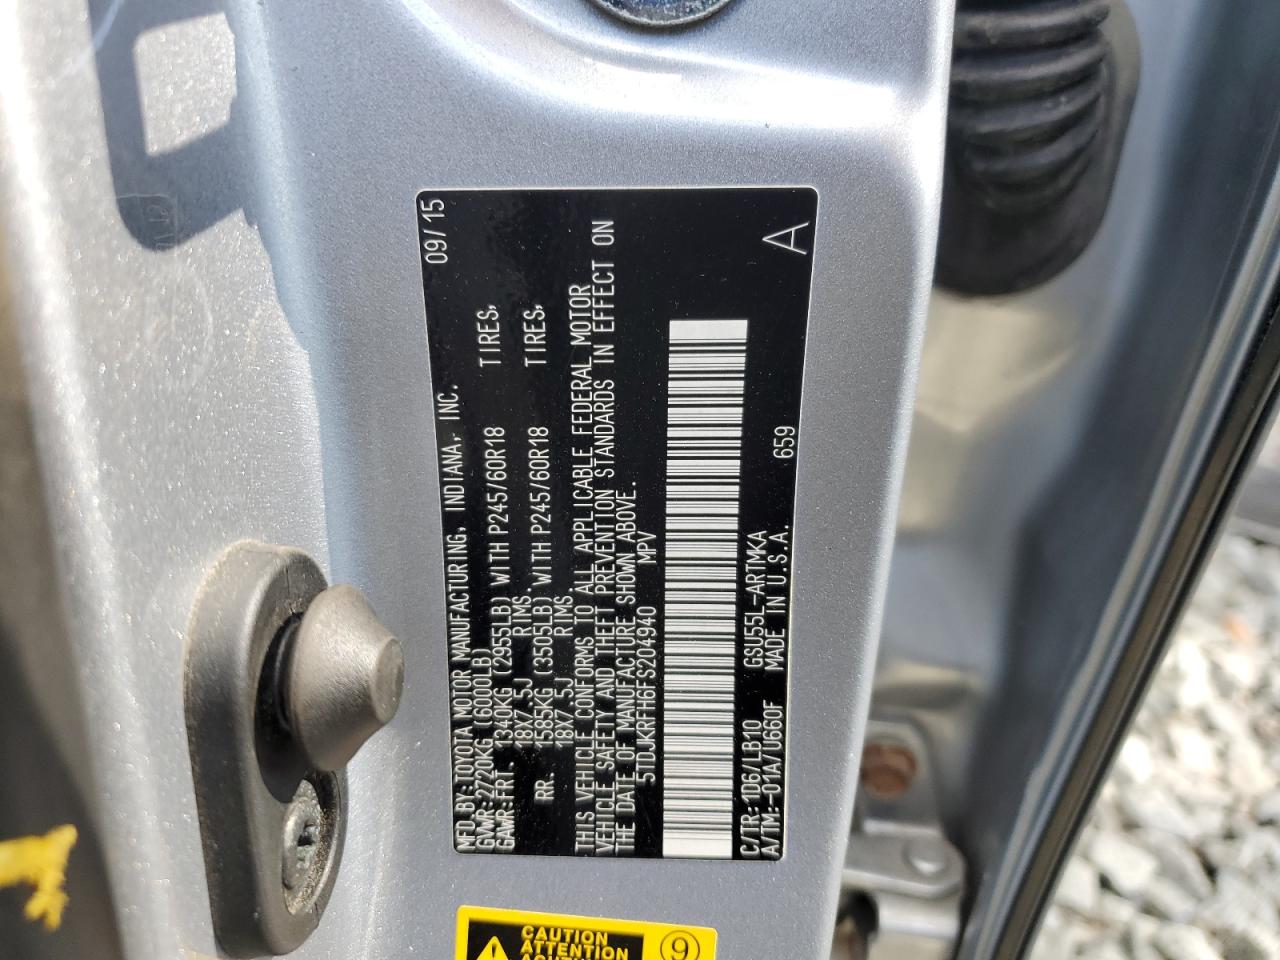 MFD.BY:TOYOTA MOTOR MANUFACTURING, INDIANA, INC. 09/15
GVWR:2720KG (6000LB)
GAWR:FRT. 1340KG (2955LB) WITH P245/60R18 TIRES,
18X7.5J RIMS.
RR. 1585KG (3505LB) WITH P245/60R18 TIRES,
18X7.5J RIMS.
THIS VEHICLE CONFORMS TO ALL APPLICABLE FEDERAL MOTOR
VEHICLE SAFETY AND THEFT PREVENTION STANDARDS IN EFFECT ON
THE DATE OF MANUFACTURE SHOWN ABOVE.
5TDJKRFH6FS204940 MPV
C/TR:1D6/LB10 GSU55L-ARTMKA
A/TM:-01A/U660F MADE IN U.S.A. 659 A
CAUTION 9
ATTENTION